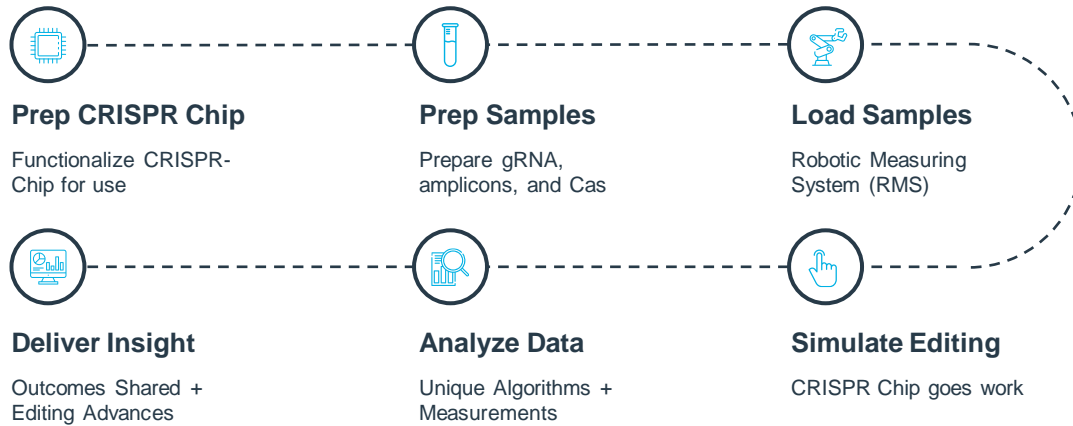 Prep CRISPR Chip
Functionalize CRISPR-
Chip for use
Prep Samples
Prepare gRNA,
amplicons, and Cas
Load Samples
Robotic Measuring
System (RMS)
Deliver Insight
Outcomes Shared +
Editing Advances
Analyze Data
Unique Algorithms +
Measurements
Simulate Editing
CRISPR Chip goes work